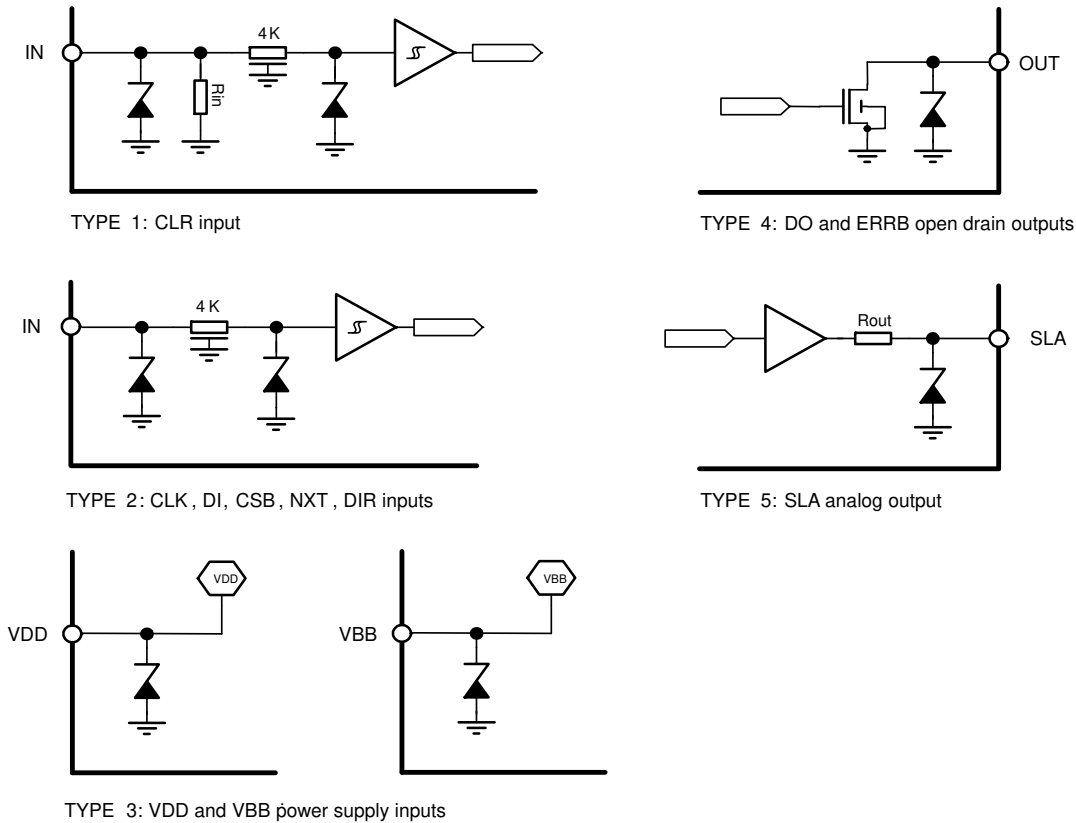 IN
4K
Rin
TYPE 1: CLR input
OUT
TYPE 4: DO and ERRB open drain outputs
IN
4 K
TYPE 2: CLK , DI, CSB , NXT , DIR inputs
Rout
SLA
TYPE 5: SLA analog output
VDD
VDD
VBB
VBB
TYPE 3: VDD and VBB power supply inputs